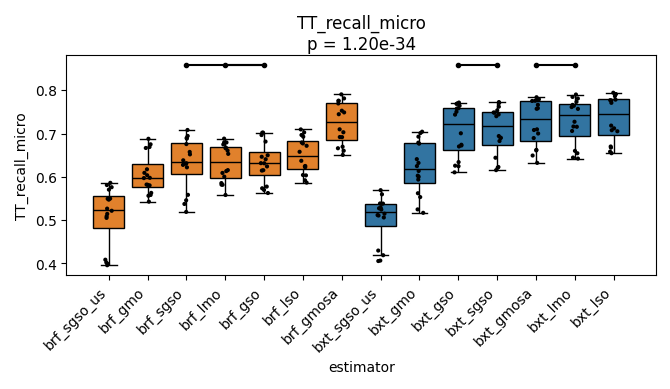 TT_recall_micro
p = 1.20e-34
TT_recall_micro
0.8
0.7
0.6
0.5
0.4
brf_sgso_us
brf_gmo
brf_sgso
brf_lmo
brf_gso
brf_lso
brf_gmosa
bxt_sgso_us
bxt_gmo
bxt_gso
bxt_sgso
bxt_gmosa
bxt_lmo
bxt_lso
estimator